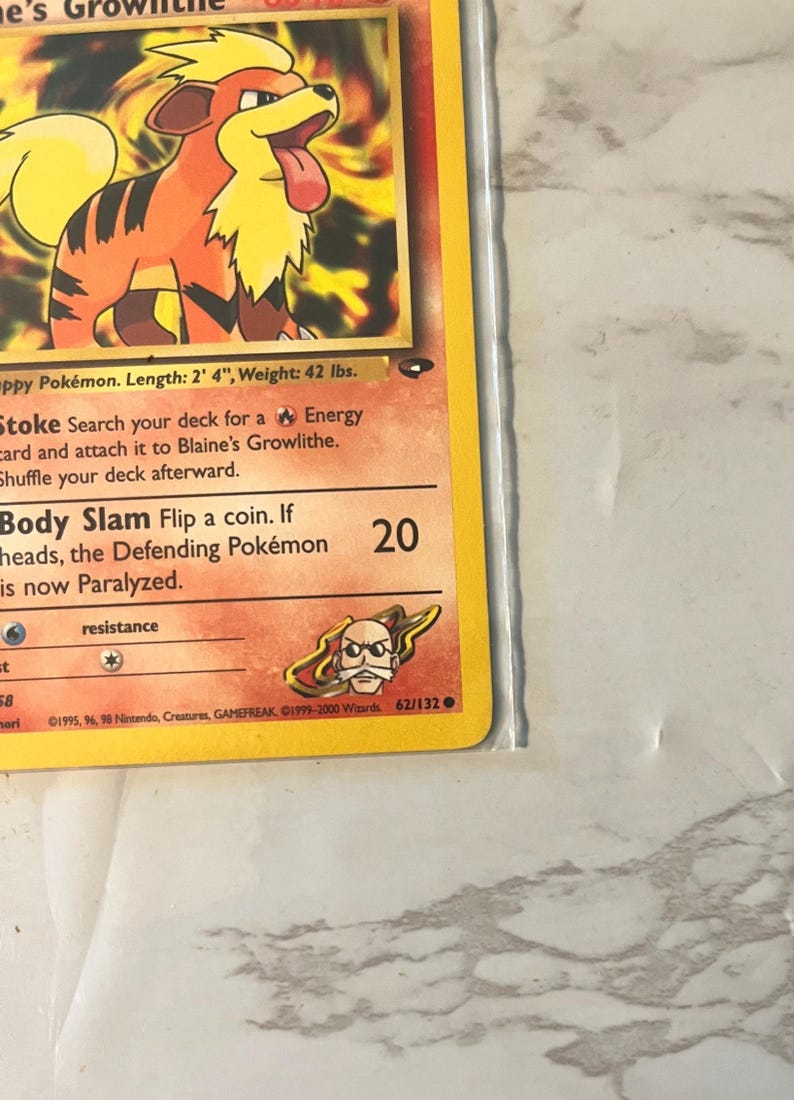 e's Growlithe
ppy Pokémon. Length: 2' 4", Weight: 42 lbs.
Stoke Search your deck for a Energy
card and attach it to Blaine's Growlithe.
Shuffle your deck afterward.
Body Slam Flip a coin. If
heads, the Defending Pokémon 20
is now Paralyzed.
resistance
st
58
nori ©1995, 96, 98 Nintendo, Creatures, GAMEFREAK. ©1999-2000 Wizards. 62/132